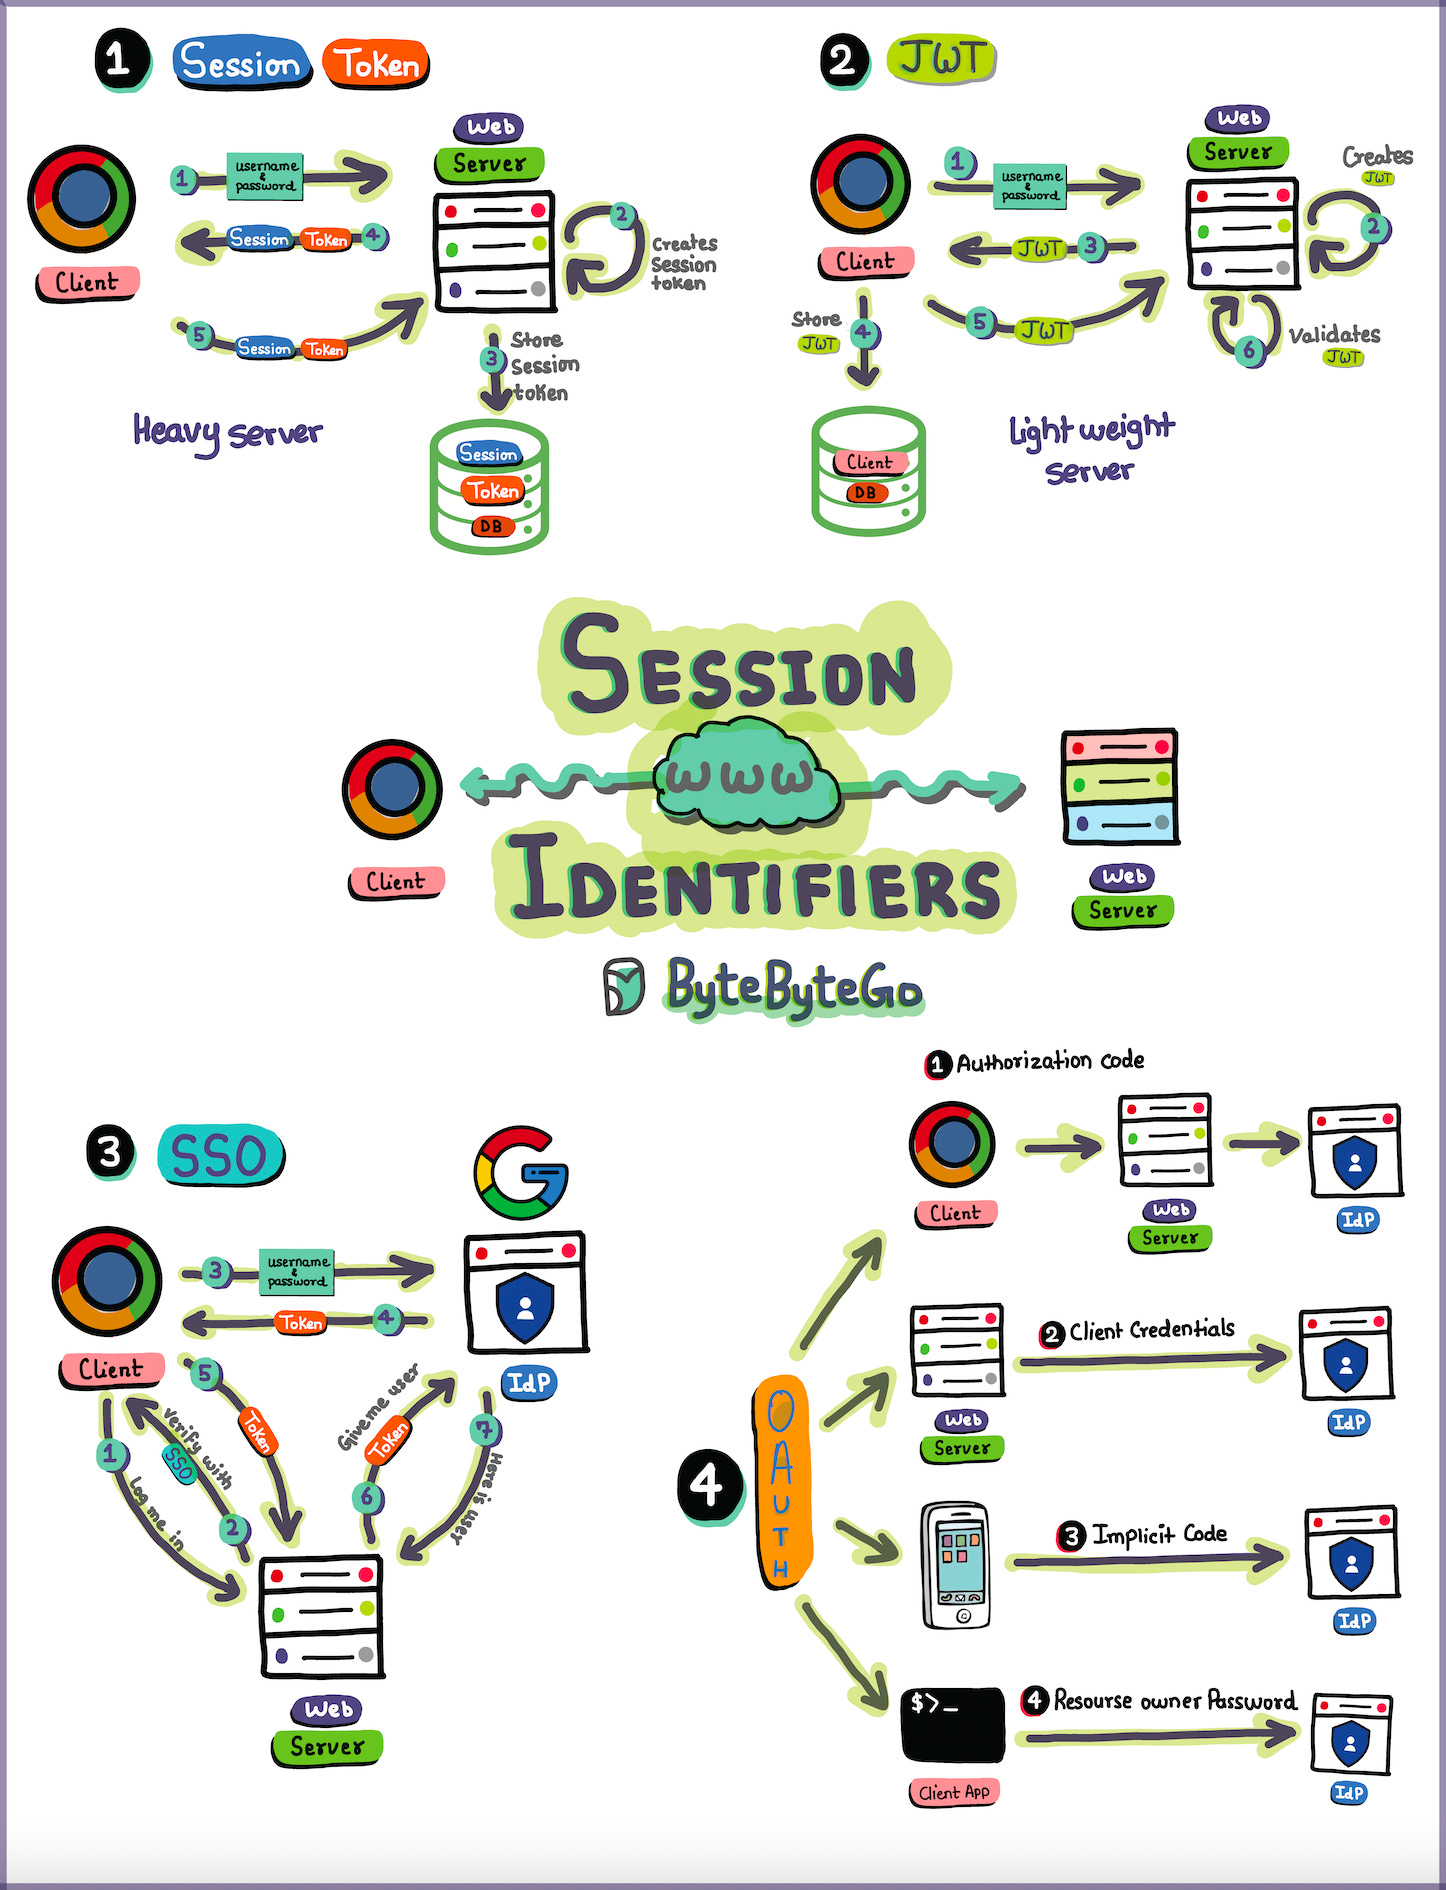 1 Session Token
Web
Server
1 username & password
Session Token 4
2
Creates
Session
token
Client
5 Session Token
3
Store
Session
token
Heavy server
Session
Token
DB
2 JWT
Web
Server
1
username & password
Creates
JWT
2
JWT 3
Client
Store
JWT
4
5 JWT
6
Validates
JWT
Light weight
server
Client
DB
SESSION
WWW
IDENTIFIERS
Client
Web
Server
ByteByteGo
3 SSO
G
3 username & password
Token 4
Client
IdP
5
Token
1
Log me in
verify with
SSO
2
Give me user
Token
6
7
Here is user
Web
Server
4 OAUTH
1 Authorization code
Client
Web
Server
IdP
2 Client Credentials
Web
Server
IdP
3 Implicit Code
IdP
$>_
4 Resourse owner Password
Client App
IdP